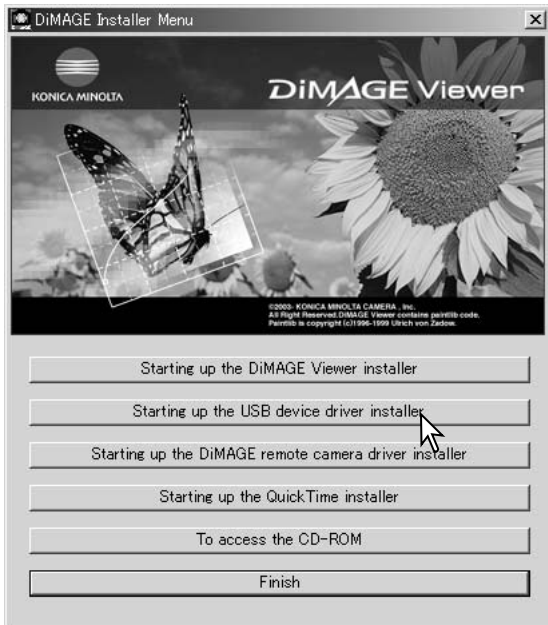 DiMAGE Installer Menu
KONICA MINOLTA
DiMAGE Viewer
©2003- KONICA MINOLTA CAMERA , Inc.
All Right Reserved.DiMAGE Viewer contains paintlib code.
Paintlib is copyright (c)1996-1999 Ulrich von Zadow.
Starting up the DiMAGE Viewer installer
Starting up the USB device driver installer
Starting up the DiMAGE remote camera driver installer
Starting up the QuickTime installer
To access the CD-ROM
Finish